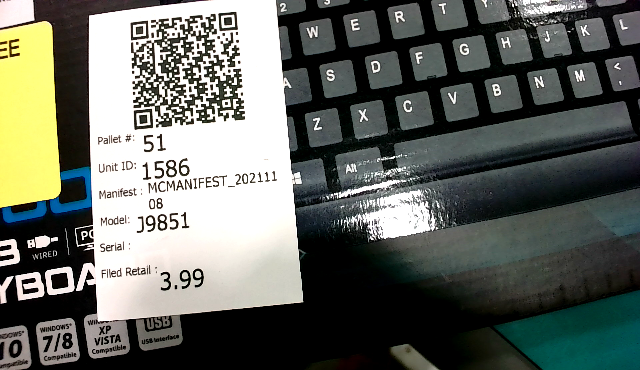 EE
Pallet #: 51
Unit ID: 1586
Manifest : MCMANIFEST_202111
08
Model: J9851
Serial :
Filed Retail : 3.99
WIRED
YBOA
WINDOWS
10
Compatible
WINDOWS
7/8
Compatible
XP
VISTA
Compatible
USB
USB Interface
W E R T Y
A S D F G H J K L
Z X C V B N M < ,
Alt